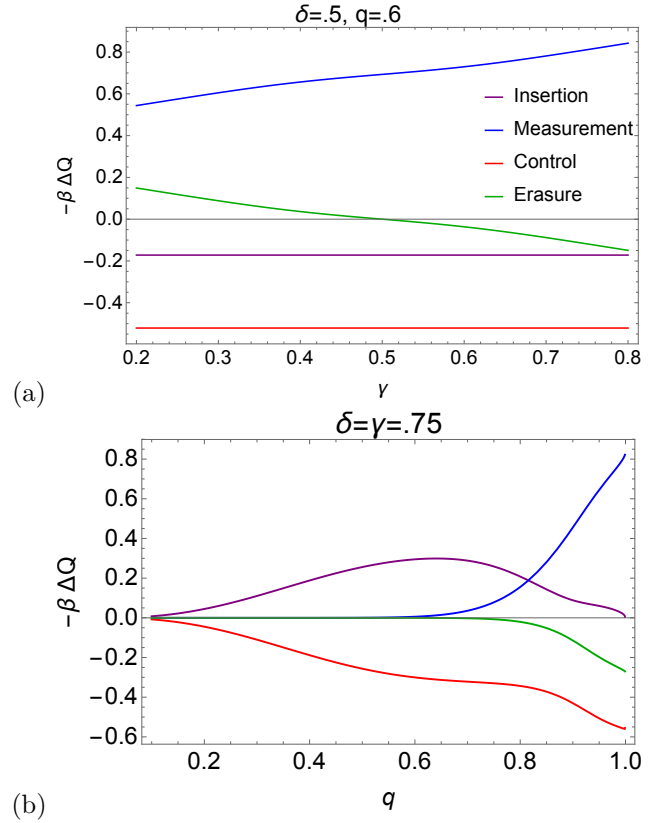 δ=.5, q=.6
0.8
0.6
0.4
0.2
0.0
−0.2
−0.4
−β ΔQ
Insertion
Measurement
Control
Erasure
0.2 0.3 0.4 0.5 0.6 0.7 0.8
γ
(a)
δ=γ=.75
0.8
0.6
0.4
0.2
0.0
−0.2
−0.4
−0.6
−β ΔQ
0.2 0.4 0.6 0.8 1.0
q
(b)